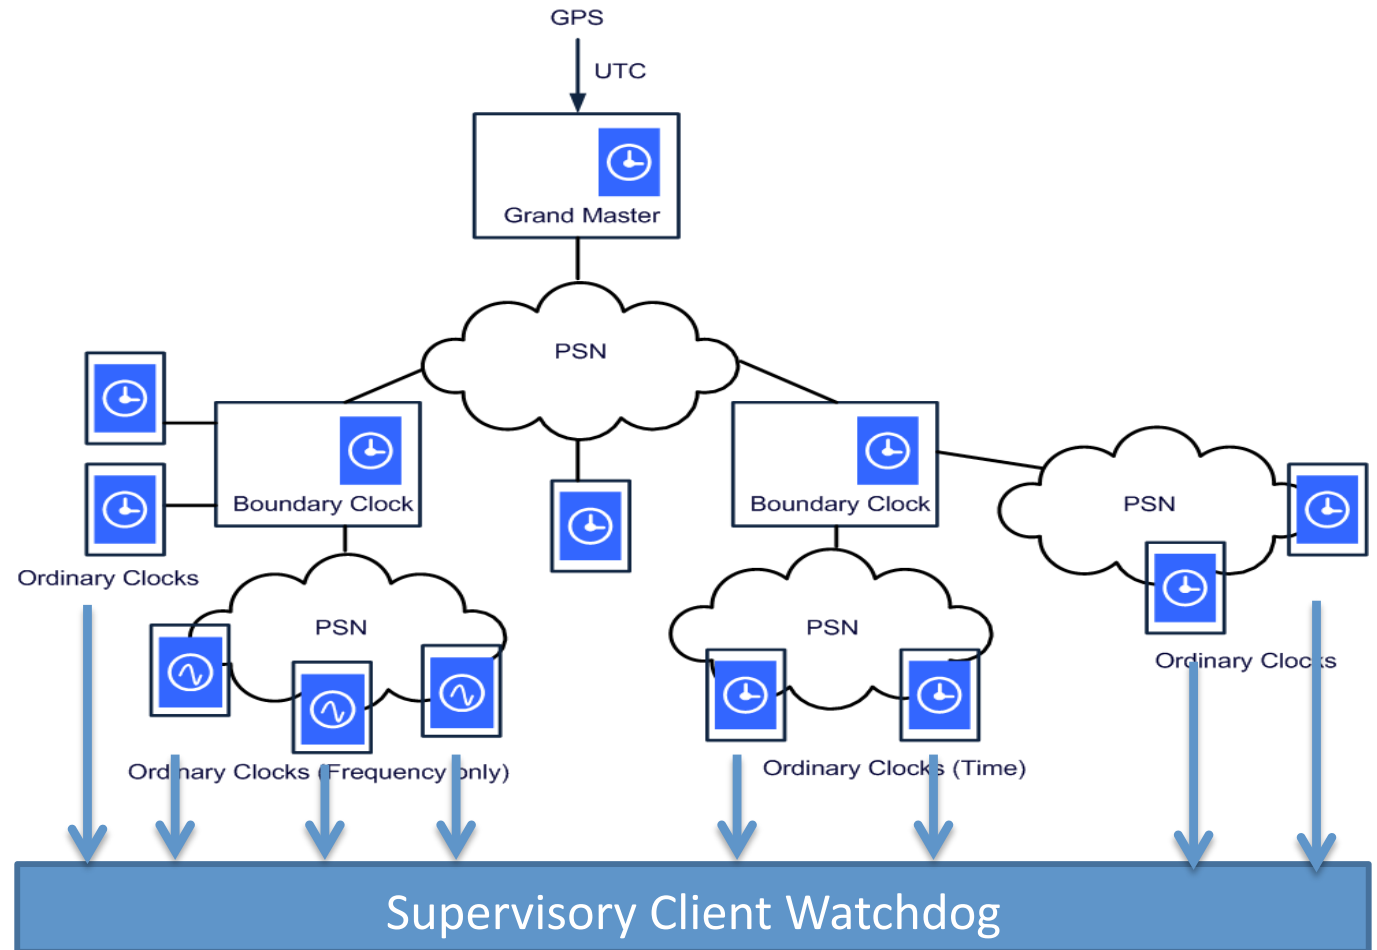 GPS
UTC
Grand Master
PSN
Boundary Clock
Boundary Clock
PSN
Ordinary Clocks
PSN
PSN
Ordinary Clocks
Ordinary Clocks (Frequency only)
Ordinary Clocks (Time)
Supervisory Client Watchdog